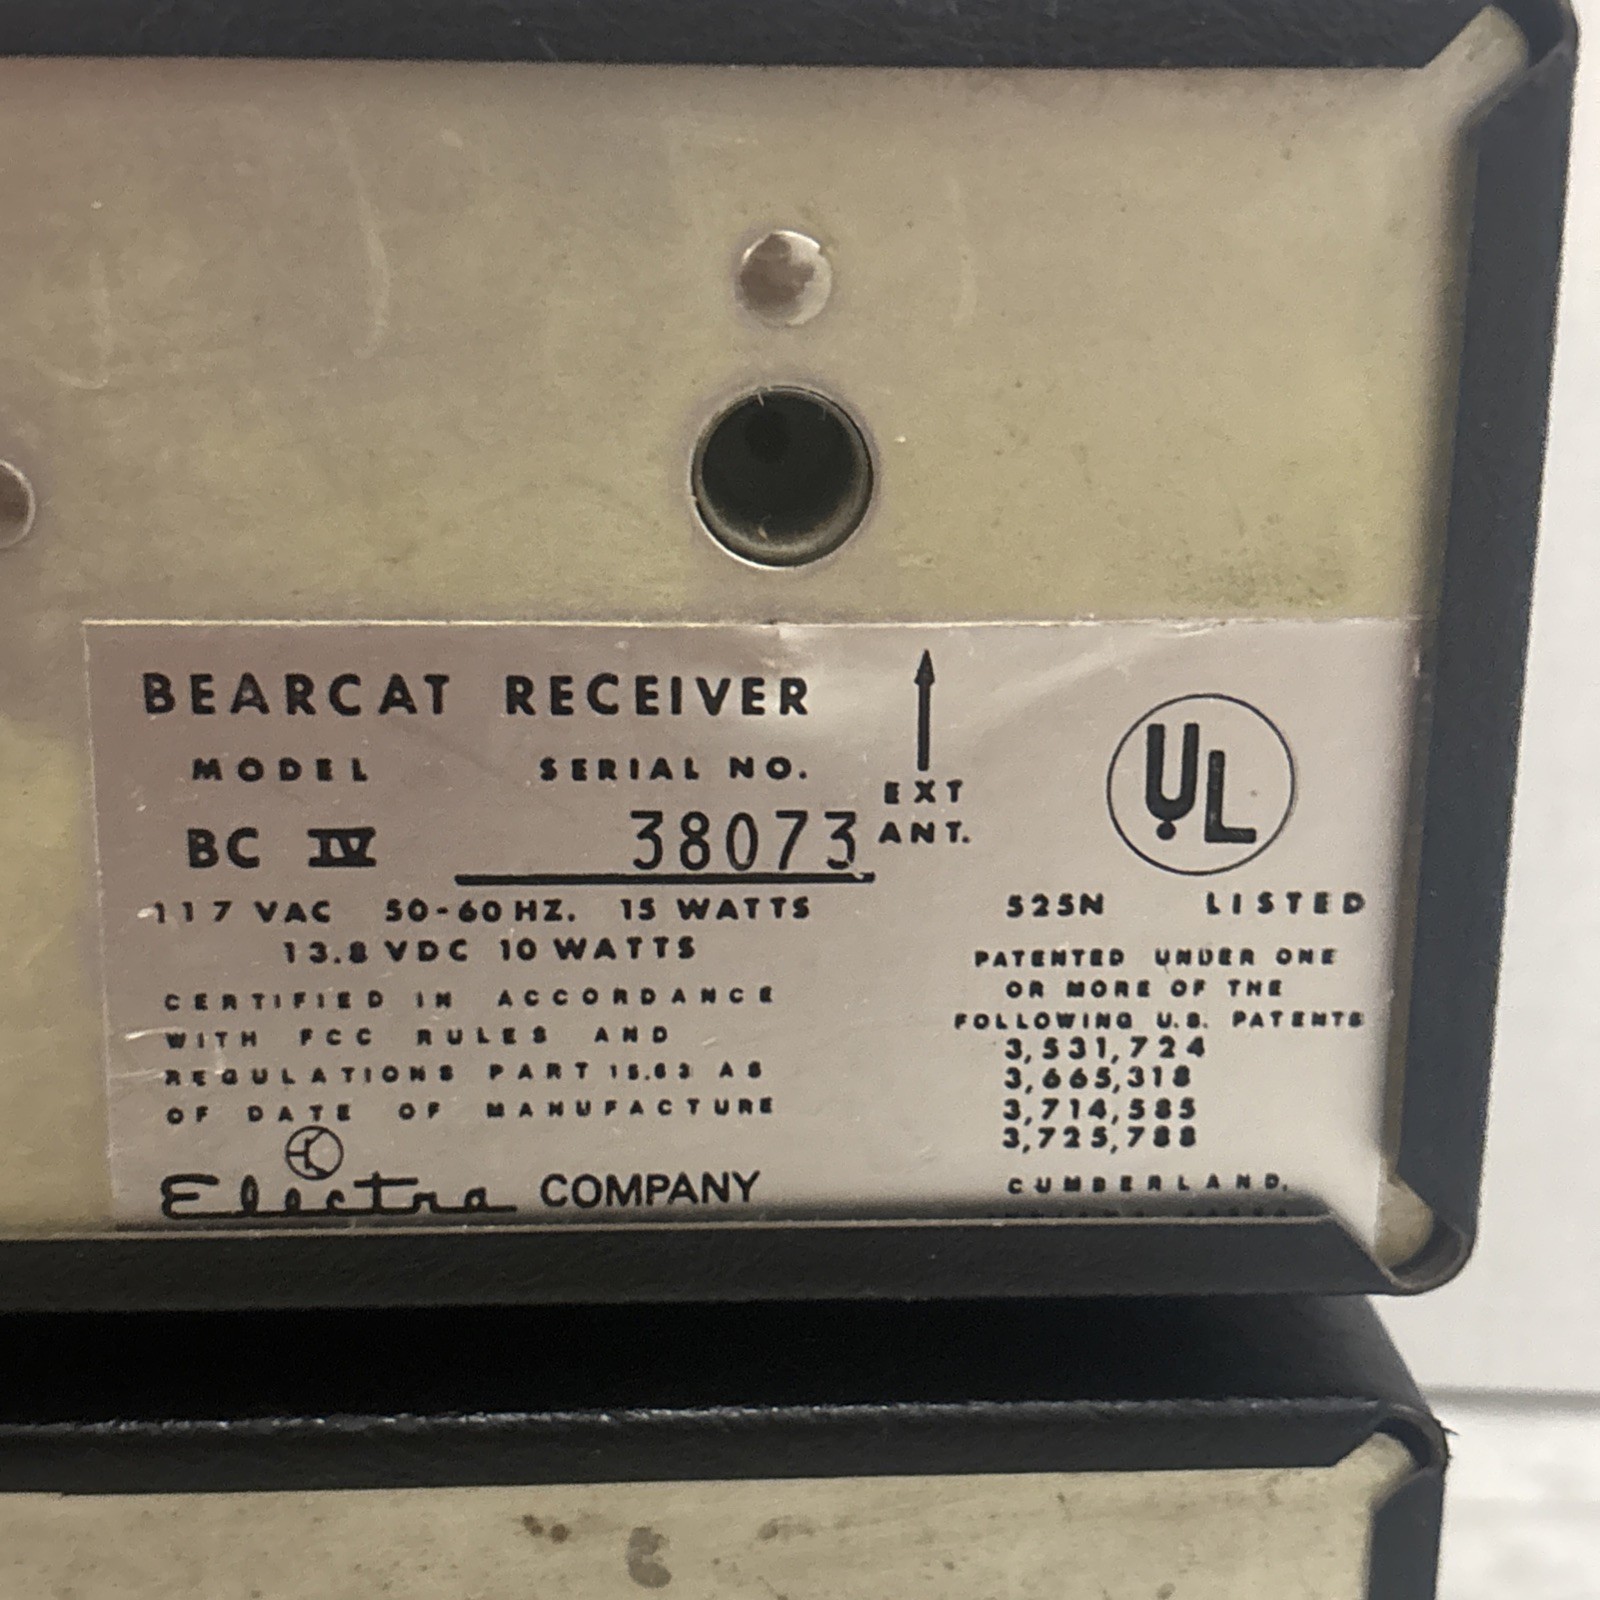 BEARCAT RECEIVER
MODEL SERIAL NO.
BC IV 38073
117 VAC 50-60 HZ. 15 WATTS
13.8 VDC 10 WATTS
CERTIFIED IN ACCORDANCE
WITH FCC RULES AND
REGULATIONS PART 15.63 AS
OF DATE OF MANUFACTURE
Electra COMPANY
EXT
ANT.
UL
525N LISTED
PATENTED UNDER ONE
OR MORE OF THE
FOLLOWING U.S. PATENTS
3,531,724
3,665,318
3,714,585
3,725,788
CUMBERLAND,